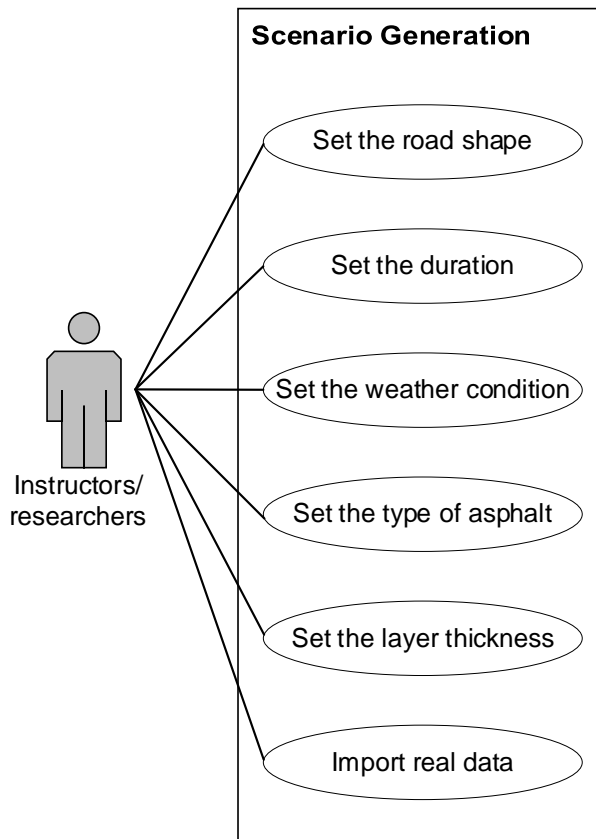 Scenario Generation
Set the road shape
Set the duration
Set the weather condition
Instructors/
researchers
Set the type of asphalt
Set the layer thickness
Import real data